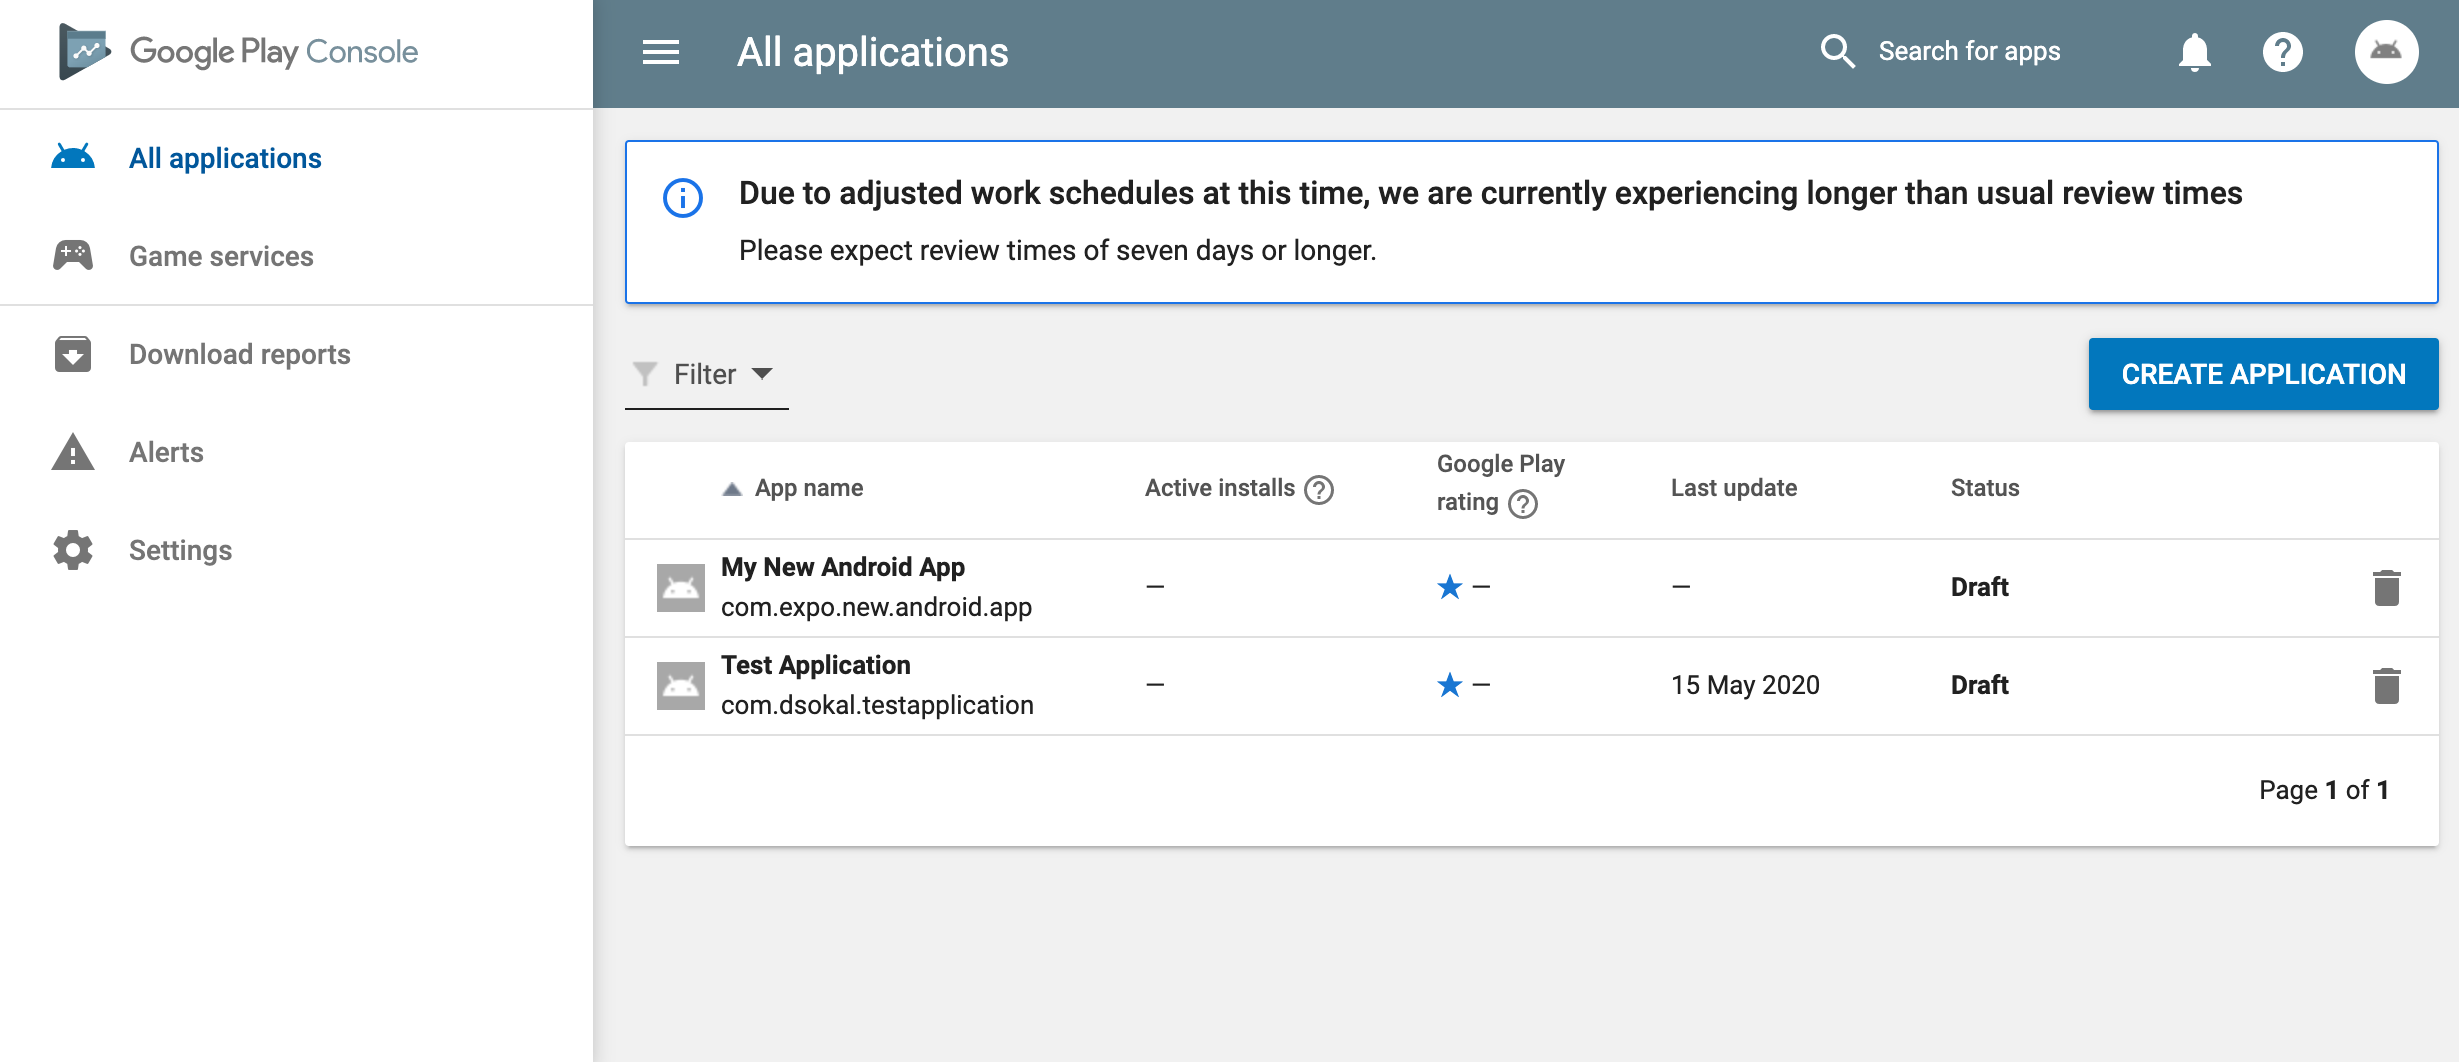 Google Play Console
All applications
Search for apps
All applications
Game services
Download reports
Alerts
Settings
Due to adjusted work schedules at this time, we are currently experiencing longer than usual review times
Please expect review times of seven days or longer.
Filter
CREATE APPLICATION
App name
Active installs
Google Play
rating
Last update
Status
My New Android App
com.expo.new.android.app
–
–
–
Draft
Test Application
com.dsokal.testapplication
–
–
15 May 2020
Draft
Page 1 of 1